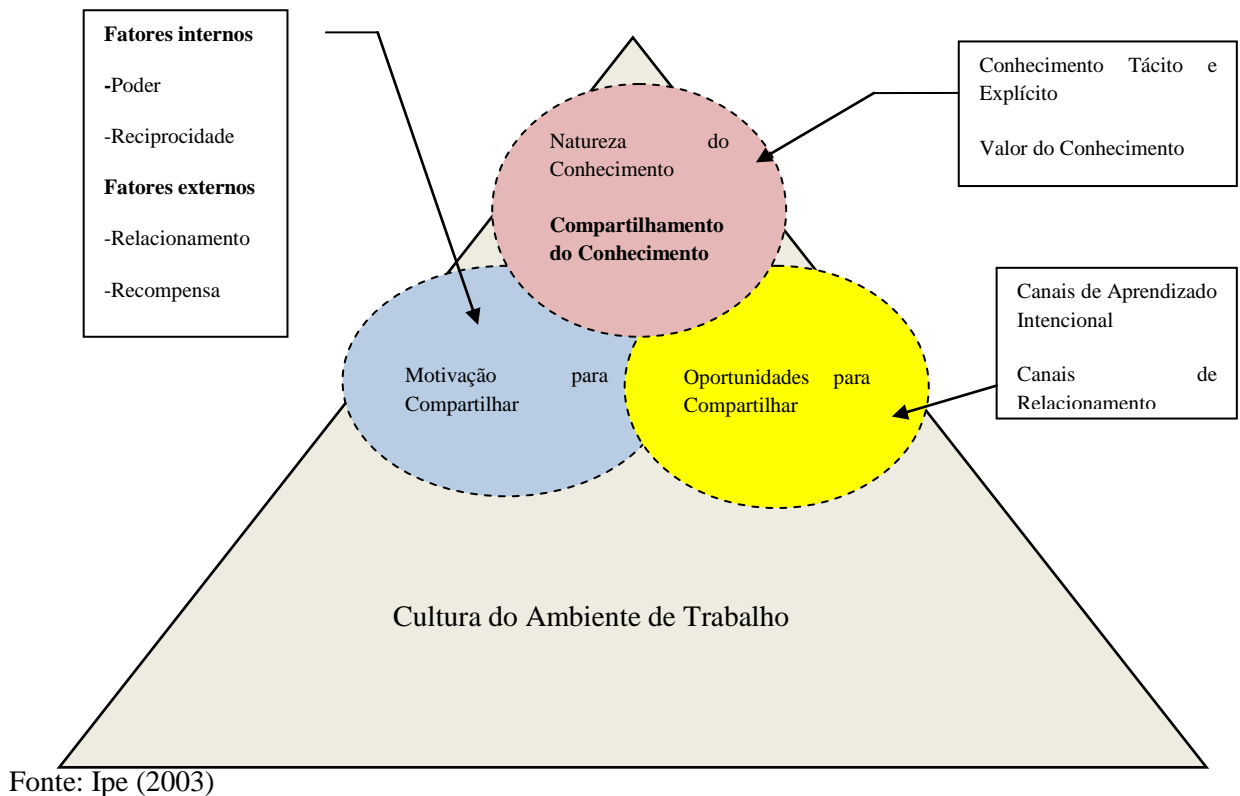 Fatores internos
-Poder
-Reciprocidade
Fatores externos
-Relacionamento
-Recompensa
Natureza do
Conhecimento
Compartilhamento
do Conhecimento
Conhecimento Tácito e
Explícito
Valor do Conhecimento
Motivação para
Compartilhar
Oportunidades para
Compartilhar
Canais de Aprendizado
Intencional
Canais de
Relacionamento
Cultura do Ambiente de Trabalho
Fonte: Ipe (2003)